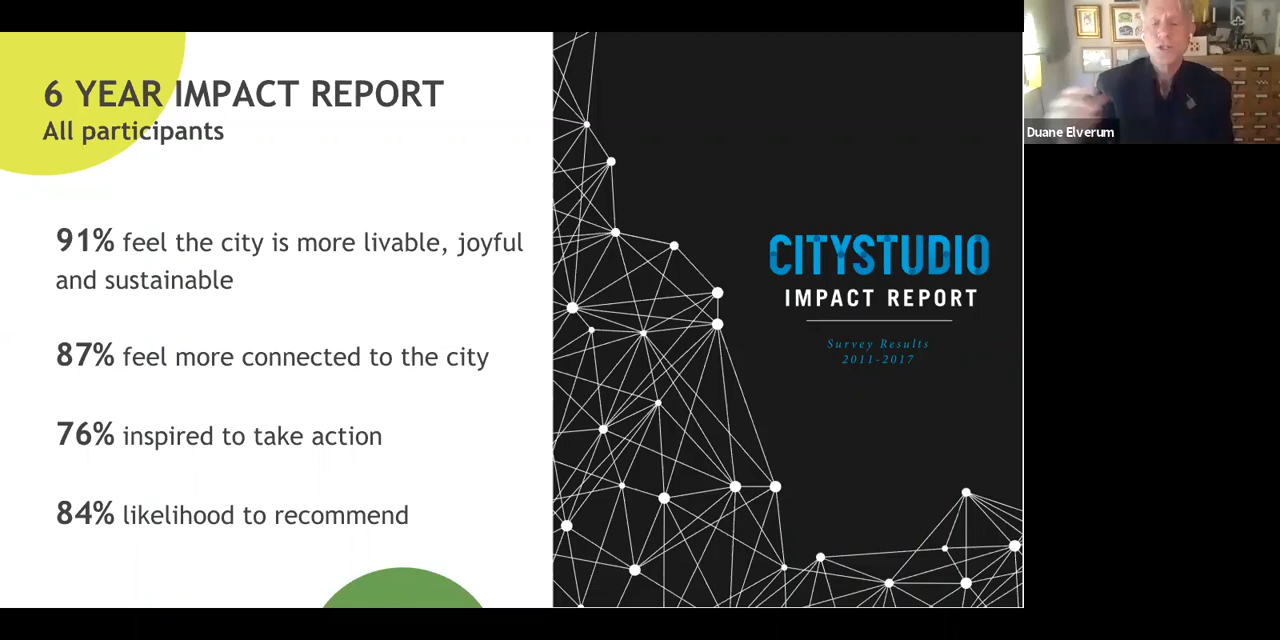 6 YEAR IMPACT REPORT
All participants
91% feel the city is more livable, joyful
and sustainable
87% feel more connected to the city
76% inspired to take action
84% likelihood to recommend
CITYSTUDIO
IMPACT REPORT
Survey Results
2011-2017
Duane Elverum